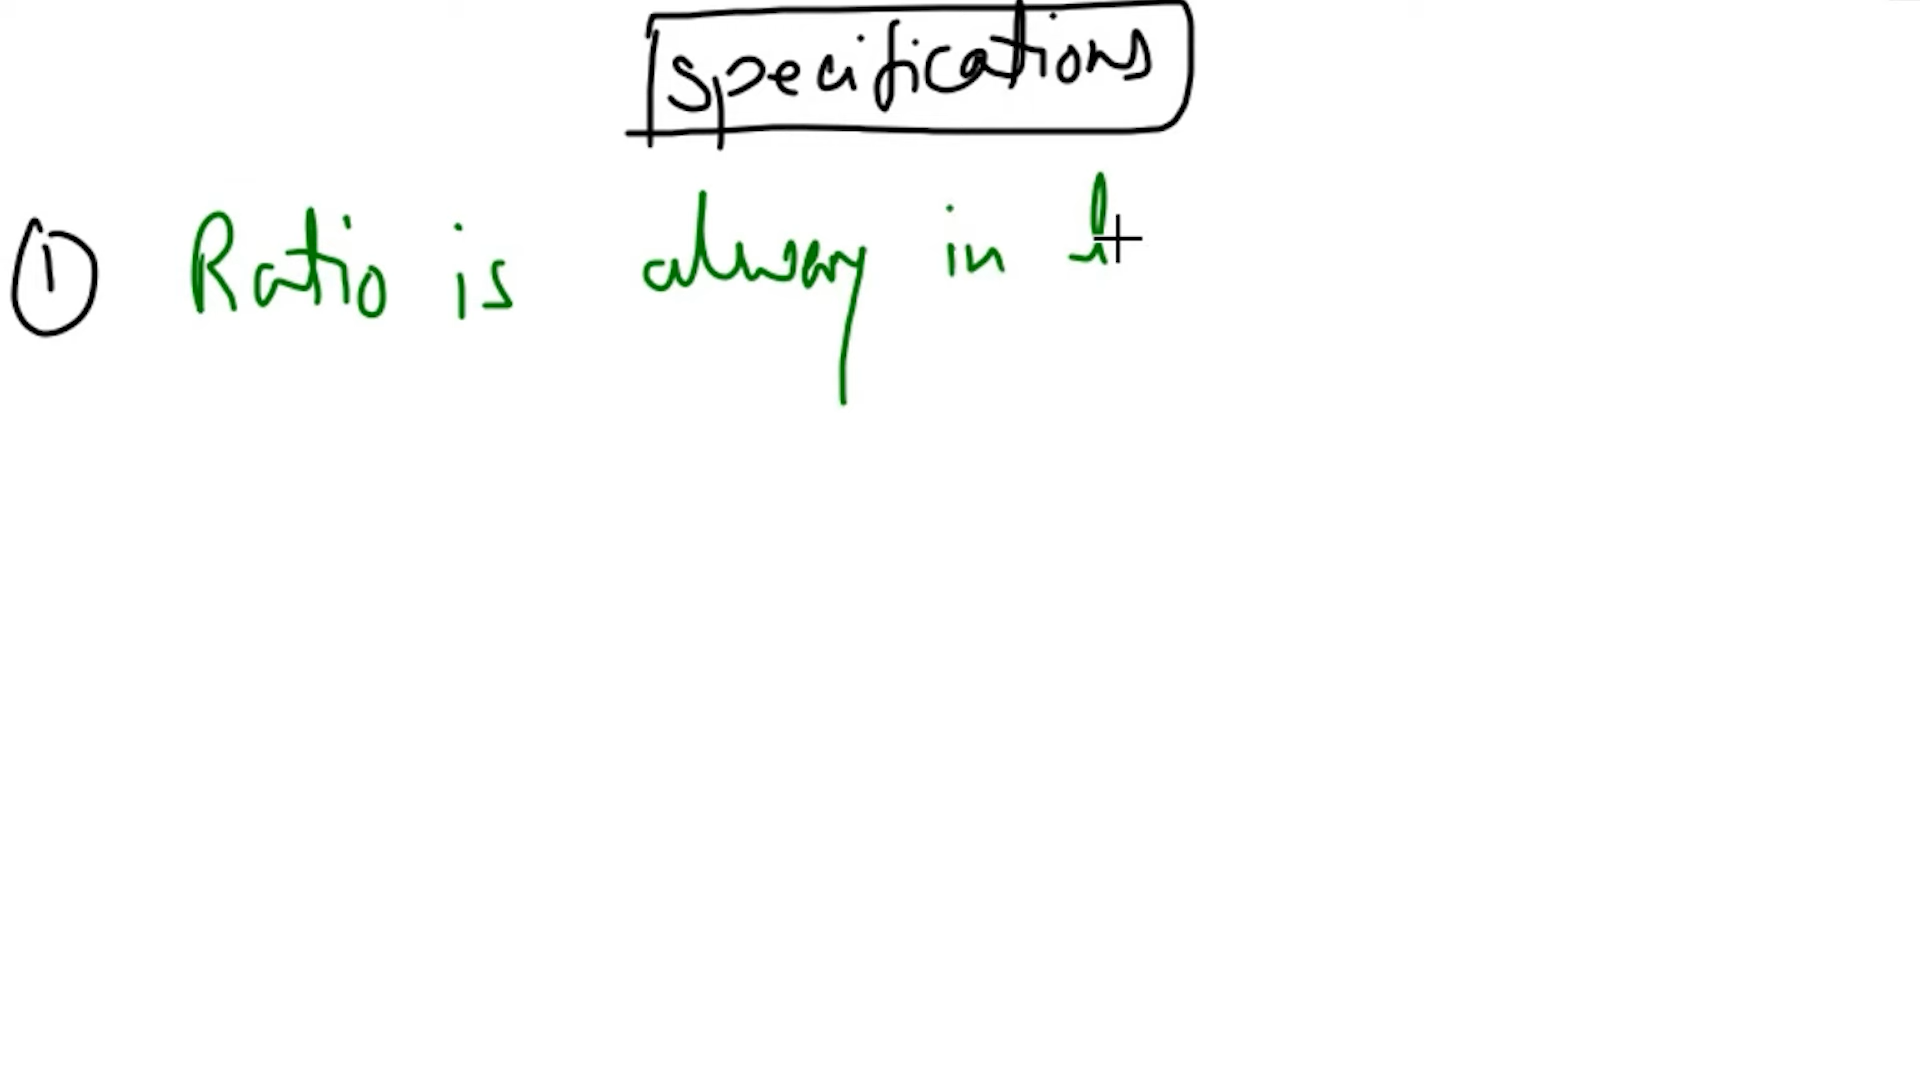 specifications
① Ratio is alway in